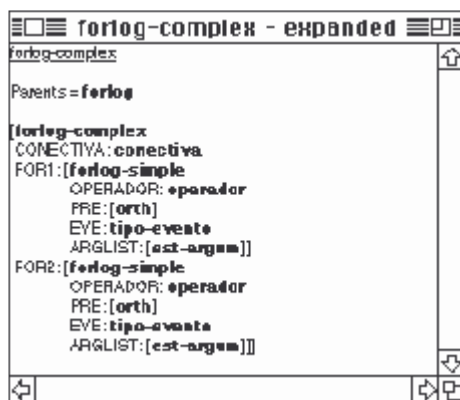 forlog-complex - expanded
forlog-complex
Parents = forlog
[forlog-complex
CONECTIVA: conectiva
FOR1:[forlog-simple
OPERADOR: operador
PRE:[orth]
EVE: tipo-evento
ARGLIST:[est-argum]]
FOR2:[forlog-simple
OPERADOR: operador
PRE:[orth]
EVE: tipo-evento
ARGLIST:[est-argum]]]